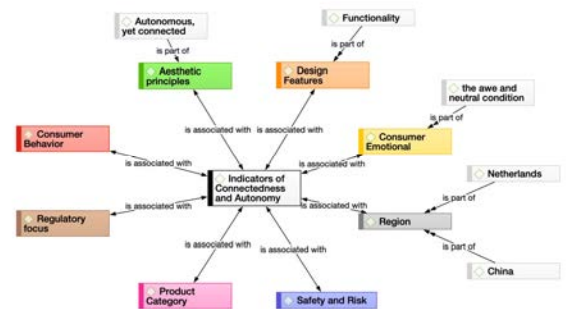 Autonomous,
yet connected
Functionality
is part of
is part of
Aesthetic
principles
Design
Features
the awe and
neutral condition
is part of
Consumer
Behavior
is associated with
is associated with
Consumer
Emotional
is associated with
is associated with
Indicators of
Connectedness
and Autonomy
Netherlands
is part of
Regulatory
focus
is associated with
is associated with
Region
is part of
is associated with
is associated with
China
Product
Category
Safety and Risk